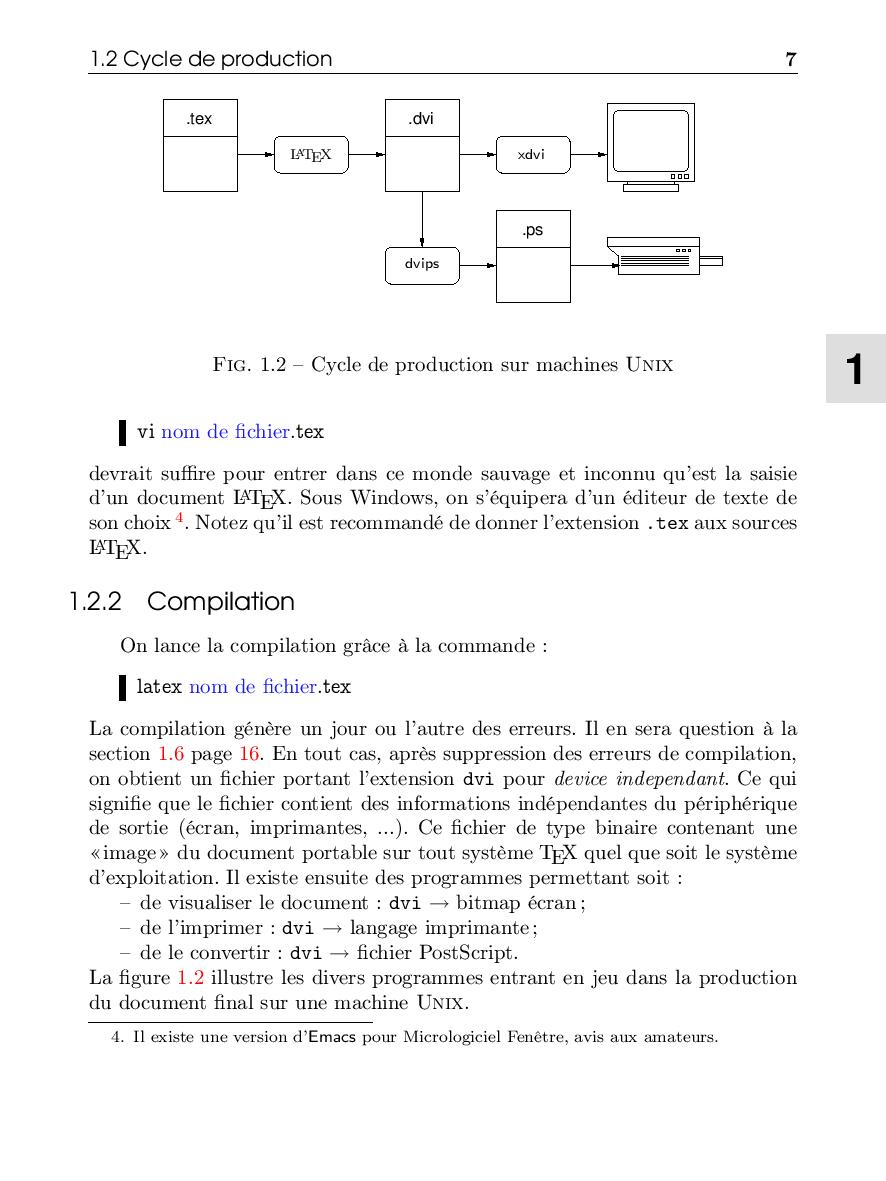 1.2 Cycle de production 7
.tex
LATEX
.dvi
xdvi
dvips
.ps
FIG. 1.2 – Cycle de production sur machines UNIX
1
vi nom de fichier.tex
devrait suffire pour entrer dans ce monde sauvage et inconnu qu'est la saisie
d'un document LATEX. Sous Windows, on s'équipera d'un éditeur de texte de
son choix 4. Notez qu'il est recommandé de donner l'extension .tex aux sources
LATEX.
1.2.2 Compilation
On lance la compilation grâce à la commande :
latex nom de fichier.tex
La compilation génère un jour ou l'autre des erreurs. Il en sera question à la
section 1.6 page 16. En tout cas, après suppression des erreurs de compilation,
on obtient un fichier portant l'extension dvi pour device independant. Ce qui
signifie que le fichier contient des informations indépendantes du périphérique
de sortie (écran, imprimantes, ...). Ce fichier de type binaire contenant une
«image» du document portable sur tout système TEX quel que soit le système
d'exploitation. Il existe ensuite des programmes permettant soit :
– de visualiser le document : dvi → bitmap écran ;
– de l'imprimer : dvi → langage imprimante ;
– de le convertir : dvi → fichier PostScript.
La figure 1.2 illustre les divers programmes entrant en jeu dans la production
du document final sur une machine UNIX.
4. Il existe une version d'Emacs pour Micrologiciel Fenêtre, avis aux amateurs.